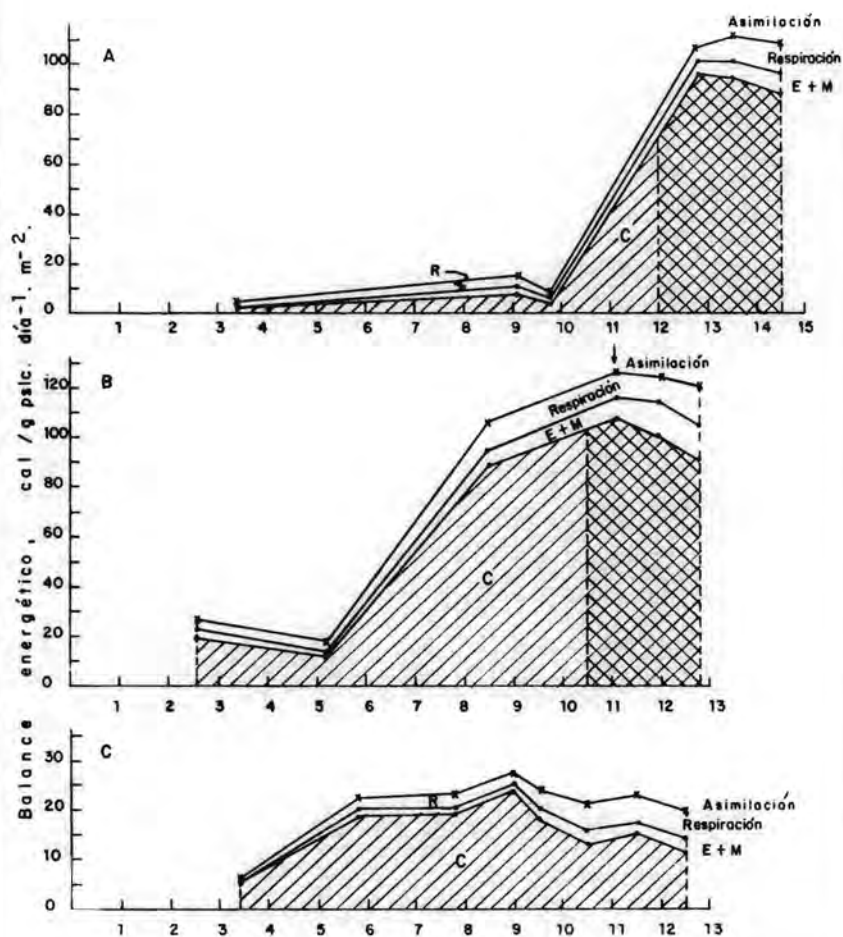 A
Asimilación
Respiración
E + M
R
C
100
80
60
40
20
0
1 2 3 4 5 6 7 8 9 10 11 12 13 14 15
B
Asimilación
Respiración
E + M
C
120
100
80
60
40
20
0
1 2 3 4 5 6 7 8 9 10 11 12 13
C
Asimilación
Respiración
E + M
R
C
30
20
10
0
1 2 3 4 5 6 7 8 9 10 11 12 13
Balance energético, cal /g pslc. día-1. m-2.